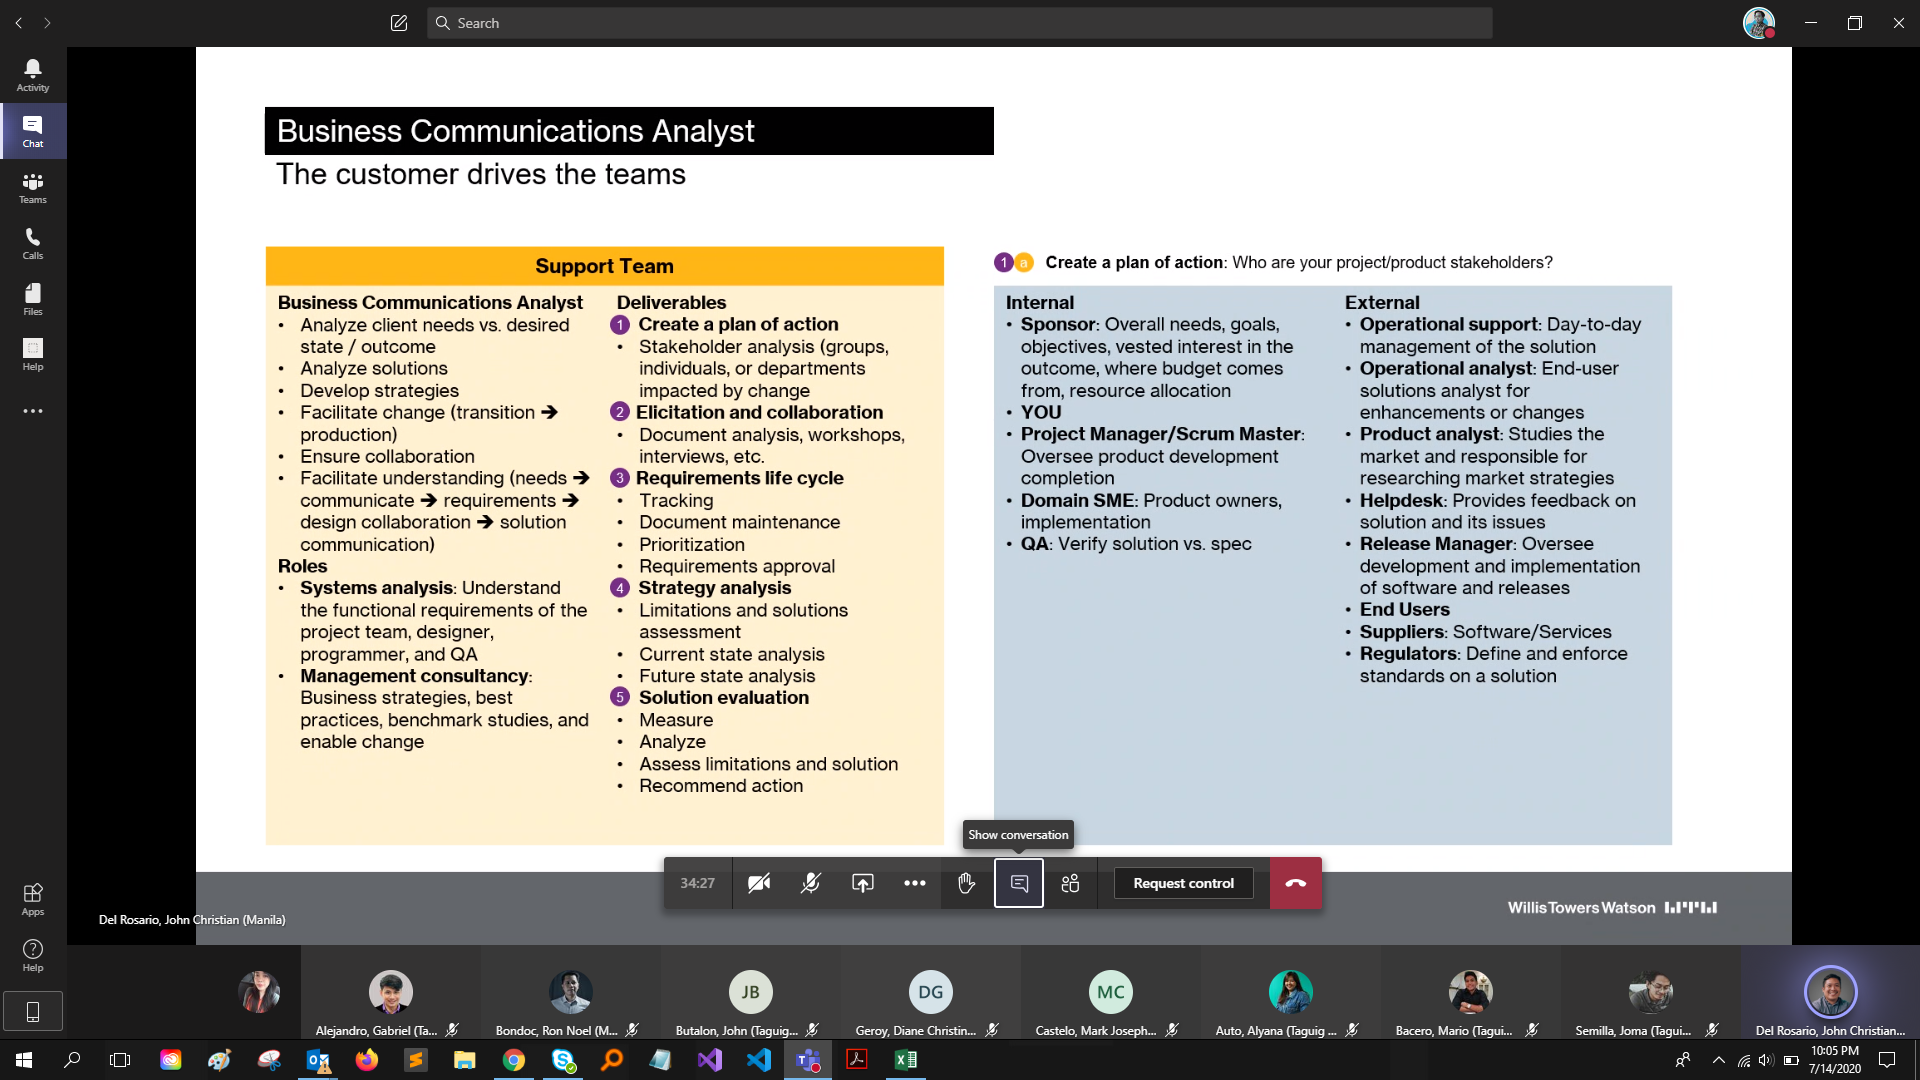 Search
Activity
Chat
Teams
Calls
Files
Help
Apps
Help
Business Communications Analyst
The customer drives the teams
Support Team
Business Communications Analyst
• Analyze client needs vs. desired
state / outcome
• Analyze solutions
• Develop strategies
• Facilitate change (transition ➔
production)
• Ensure collaboration
• Facilitate understanding (needs ➔
communicate ➔ requirements ➔
design collaboration ➔ solution
communication)
Roles
• Systems analysis: Understand
the functional requirements of the
project team, designer,
programmer, and QA
• Management consultancy:
Business strategies, best
practices, benchmark studies, and
enable change
Deliverables
1 Create a plan of action
• Stakeholder analysis (groups,
individuals, or departments
impacted by change
2 Elicitation and collaboration
• Document analysis, workshops,
interviews, etc.
3 Requirements life cycle
• Tracking
• Document maintenance
• Prioritization
• Requirements approval
4 Strategy analysis
• Limitations and solutions
assessment
• Current state analysis
• Future state analysis
5 Solution evaluation
• Measure
• Analyze
• Assess limitations and solution
• Recommend action
1 a Create a plan of action: Who are your project/product stakeholders?
Internal
• Sponsor: Overall needs, goals,
objectives, vested interest in the
outcome, where budget comes
from, resource allocation
• YOU
• Project Manager/Scrum Master:
Oversee product development
completion
• Domain SME: Product owners,
implementation
• QA: Verify solution vs. spec
External
• Operational support: Day-to-day
management of the solution
• Operational analyst: End-user
solutions analyst for
enhancements or changes
• Product analyst: Studies the
market and responsible for
researching market strategies
• Helpdesk: Provides feedback on
solution and its issues
• Release Manager: Oversee
development and implementation
of software and releases
• End Users
• Suppliers: Software/Services
• Regulators: Define and enforce
standards on a solution
Show conversation
34:27
Request control
Del Rosario, John Christian (Manila)
WillisTowersWatson
JB
DG
MC
Alejandro, Gabriel (Ta...
Bondoc, Ron Noel (M...
Butalon, John (Taguig...
Geroy, Diane Christin...
Castelo, Mark Joseph...
Auto, Alyana (Taguig ...
Bacero, Mario (Tagui...
Semilla, Joma (Tagui...
Del Rosario, John Christian...
10:05 PM
7/14/2020